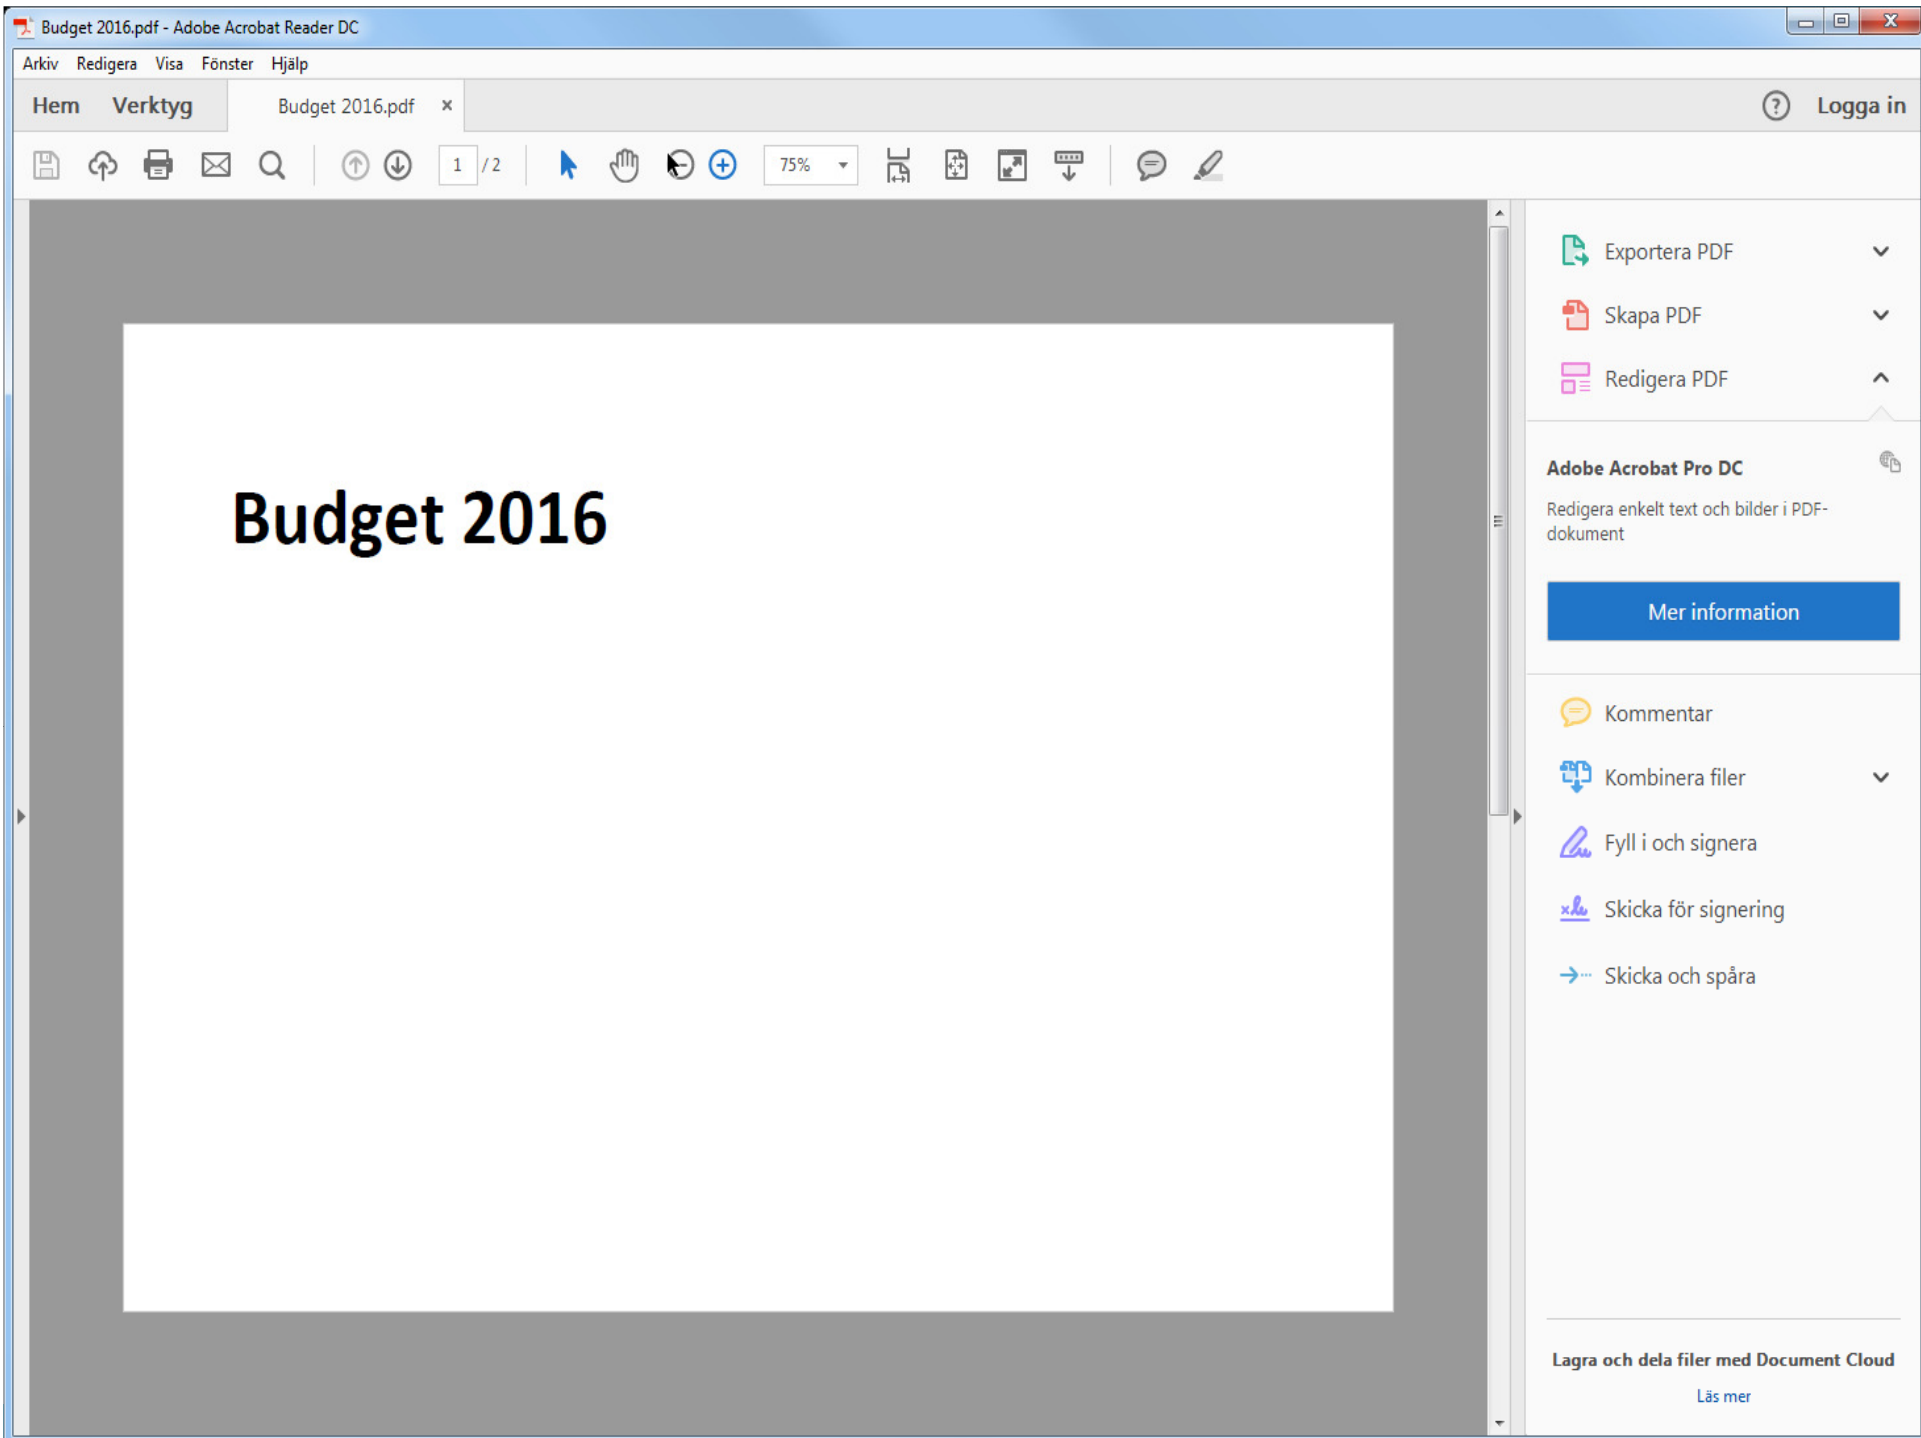 Budget 2016.pdf - Adobe Acrobat Reader DC
Arkiv Redigera Visa Fönster Hjälp
Hem Verktyg Budget 2016.pdf × ? Logga in
1 / 2 75%
Exportera PDF
Skapa PDF
Redigera PDF
Adobe Acrobat Pro DC
Redigera enkelt text och bilder i PDF-
dokument
Mer information
Kommentar
Kombinera filer
Fyll i och signera
Skicka för signering
Skicka och spåra
Lagra och dela filer med Document Cloud
Läs mer
Budget 2016